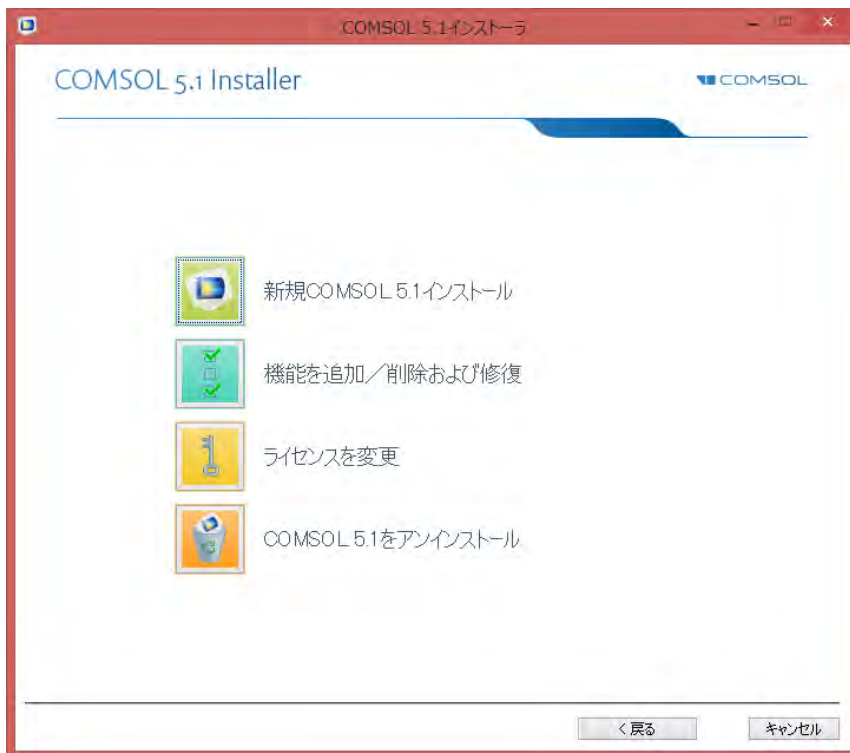 COMSOL 5.1インストーラ
COMSOL 5.1 Installer
COMSOL
新規COMSOL 5.1インストール
機能を追加／削除および修復
ライセンスを変更
COMSOL 5.1をアンインストール
< 戻る
キャンセル